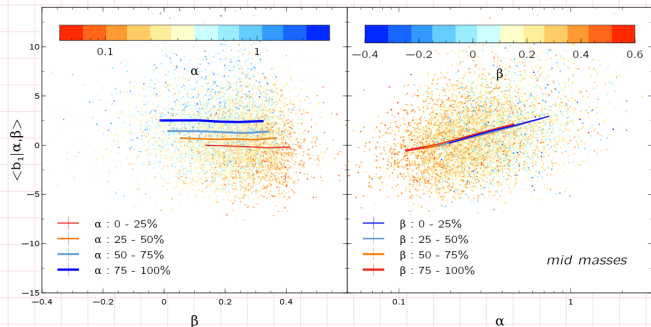 10
5
0
−5
−10
−15
<b₁|α,β>
0.1
1
α
α : 0 - 25%
α : 25 - 50%
α : 50 - 75%
α : 75 - 100%
−0.4
−0.2
0
0.2
0.4
β
−0.4
−0.2
0
0.2
0.4
0.6
β
β : 0 - 25%
β : 25 - 50%
β : 50 - 75%
β : 75 - 100%
mid masses
0.1
1
α